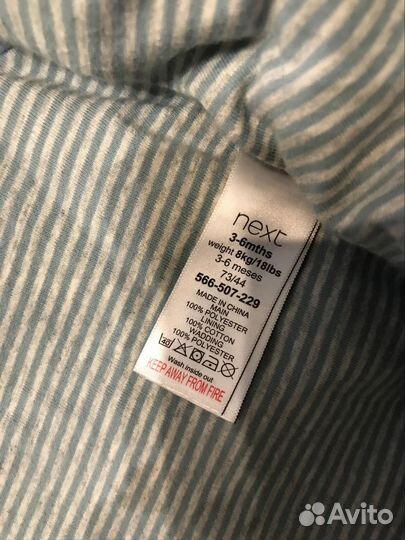 next
3-6mths
weight 8kg/18lbs
3-6 meses
73/44
566-507-229
MADE IN CHINA
MAIN
100% POLYESTER
LINING
100% COTTON
WADDING
100% POLYESTER
40
Wash inside out
KEEP AWAY FROM FIRE
Avito